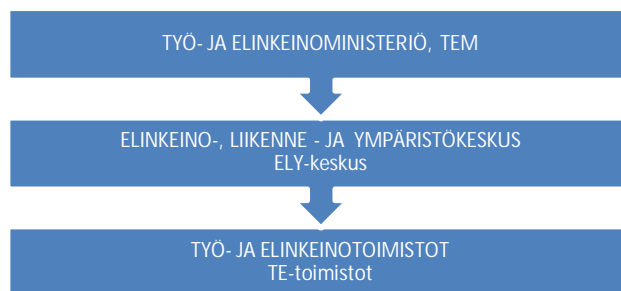 TYÖ- JA ELINKEINOMINISTERIÖ, TEM
ELINKEINO-, LIIKENNE - JA YMPÄRISTÖKESKUS
ELY-keskus
TYÖ- JA ELINKEINOTOIMISTOT
TE-toimistot